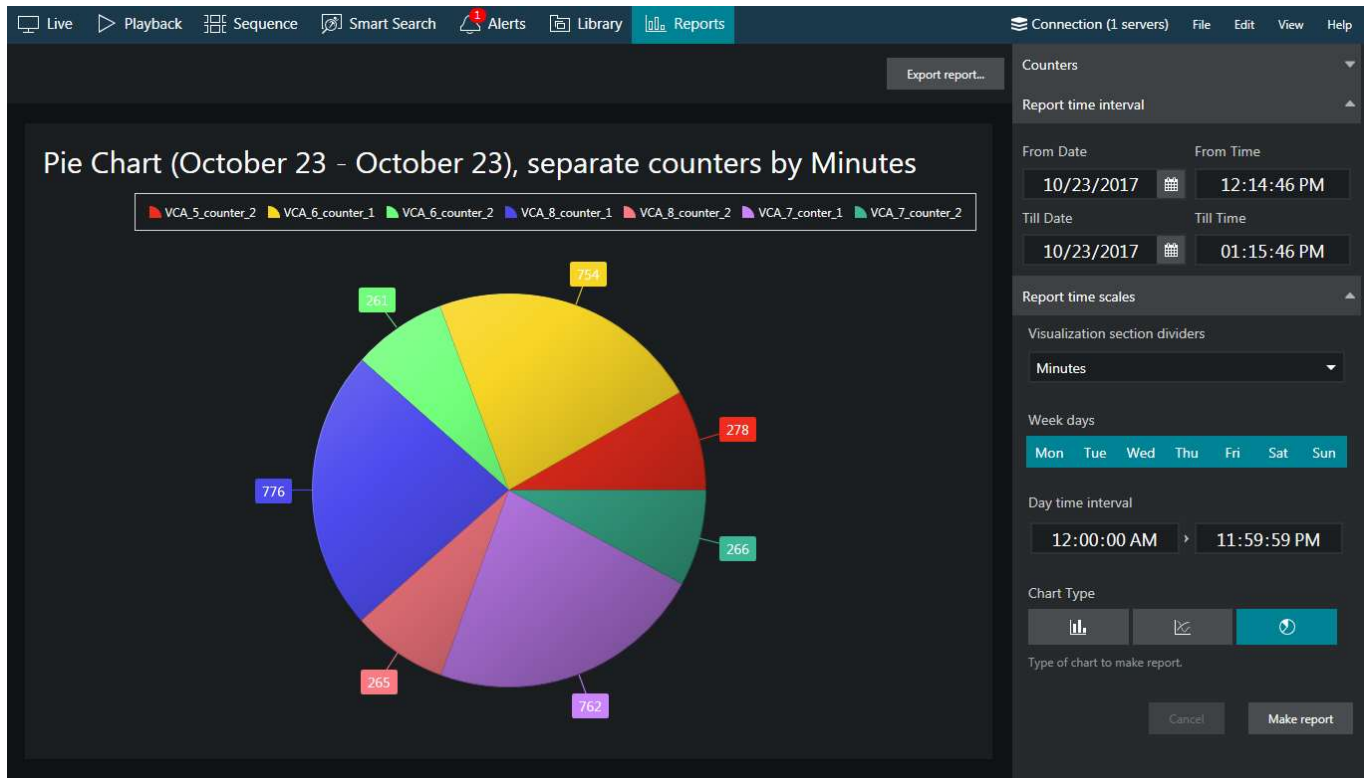 Live Playback Sequence Smart Search 1 Alerts Library Reports Connection (1 servers) File Edit View Help
Export report...
Pie Chart (October 23 - October 23), separate counters by Minutes
VCA_5_counter_2 VCA_6_counter_1 VCA_6_counter_2 VCA_8_counter_1 VCA_8_counter_2 VCA_7_conter_1 VCA_7_counter_2
754
261
278
776
266
265
762
Counters
Report time interval
From Date From Time
10/23/2017 12:14:46 PM
Till Date Till Time
10/23/2017 01:15:46 PM
Report time scales
Visualization section dividers
Minutes
Week days
Mon Tue Wed Thu Fri Sat Sun
Day time interval
12:00:00 AM › 11:59:59 PM
Chart Type
Type of chart to make report.
Cancel Make report